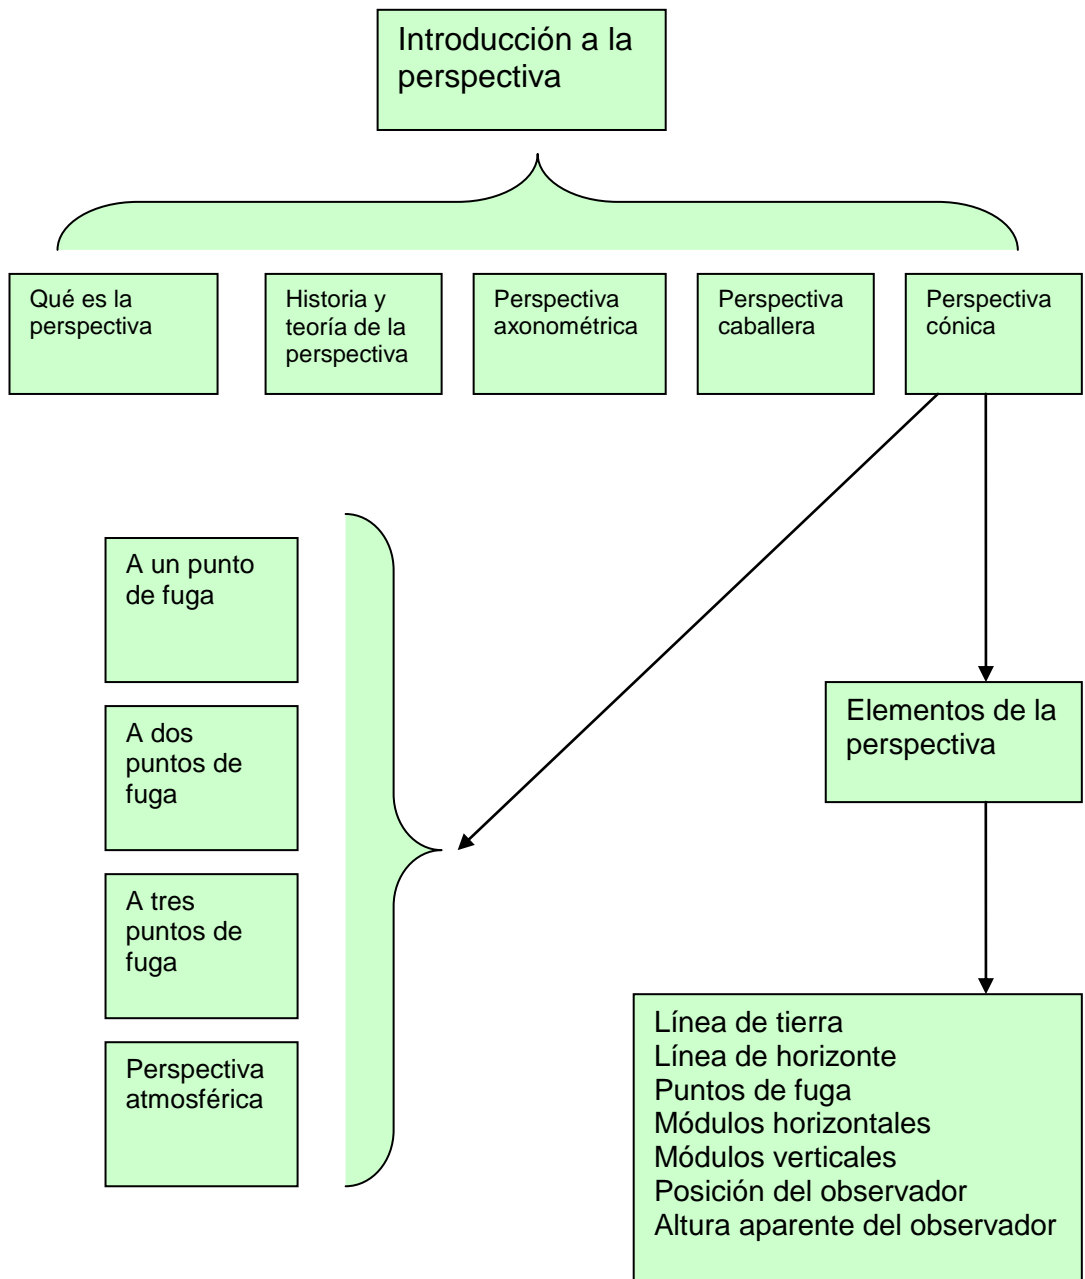 Introducción a la
perspectiva
Qué es la
perspectiva
Historia y
teoría de la
perspectiva
Perspectiva
axonométrica
Perspectiva
caballera
Perspectiva
cónica
A un punto
de fuga
A dos
puntos de
fuga
A tres
puntos de
fuga
Perspectiva
atmosférica
Elementos de la
perspectiva
Línea de tierra
Línea de horizonte
Puntos de fuga
Módulos horizontales
Módulos verticales
Posición del observador
Altura aparente del observador